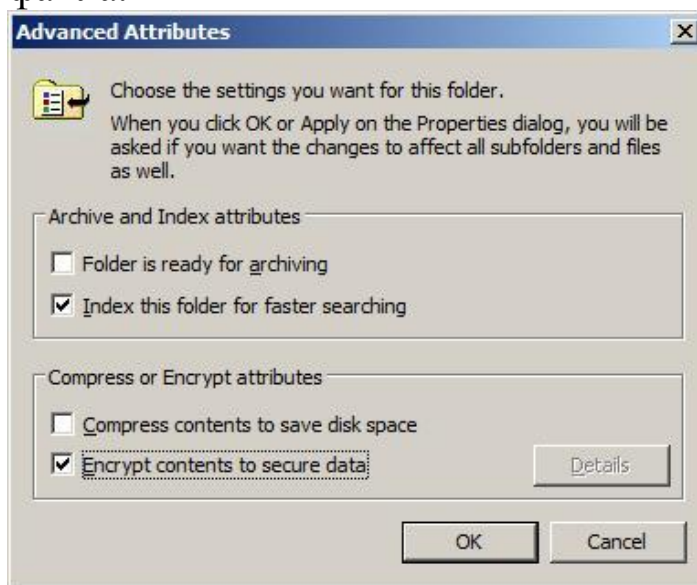 Advanced Attributes
Choose the settings you want for this folder.
When you click OK or Apply on the Properties dialog, you will be
asked if you want the changes to affect all subfolders and files
as well.
Archive and Index attributes
Folder is ready for archiving
Index this folder for faster searching
Compress or Encrypt attributes
Compress contents to save disk space
Encrypt contents to secure data
Details
OK
Cancel